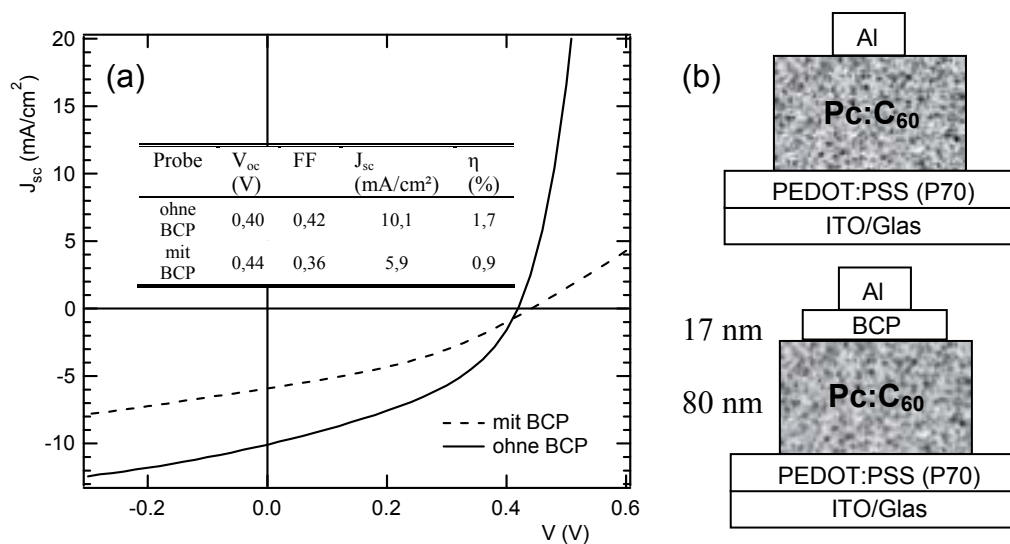 (a)
J_sc (mA/cm²)
20
15
10
5
0
-5
-10
Probe V_oc (V) FF J_sc (mA/cm²) η (%)
ohne BCP 0,40 0,42 10,1 1,7
mit BCP 0,44 0,36 5,9 0,9
mit BCP
ohne BCP
-0.2 0.0 0.2 0.4 0.6
V (V)
(b)
Al
Pc:C₆₀
PEDOT:PSS (P70)
ITO/Glas
Al
17 nm BCP
80 nm Pc:C₆₀
PEDOT:PSS (P70)
ITO/Glas